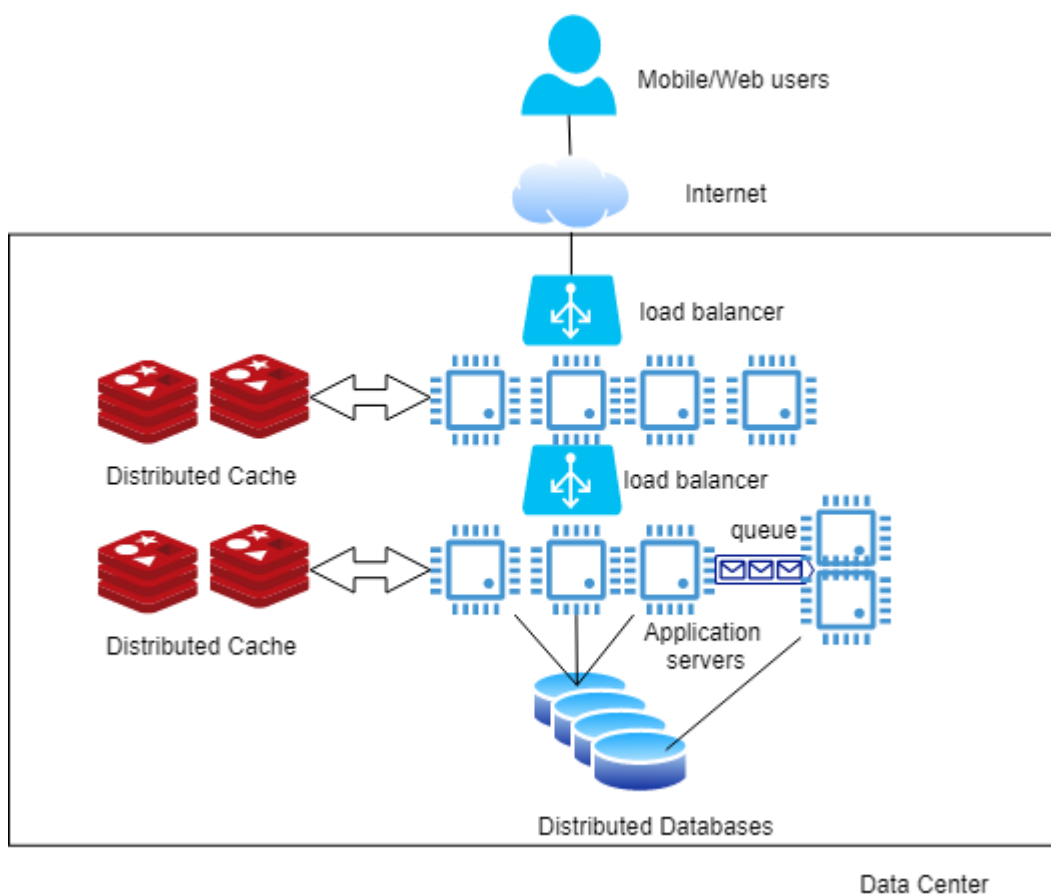 Mobile/Web users
Internet
load balancer
Distributed Cache
load balancer
queue
Distributed Cache
Application
servers
Distributed Databases
Data Center